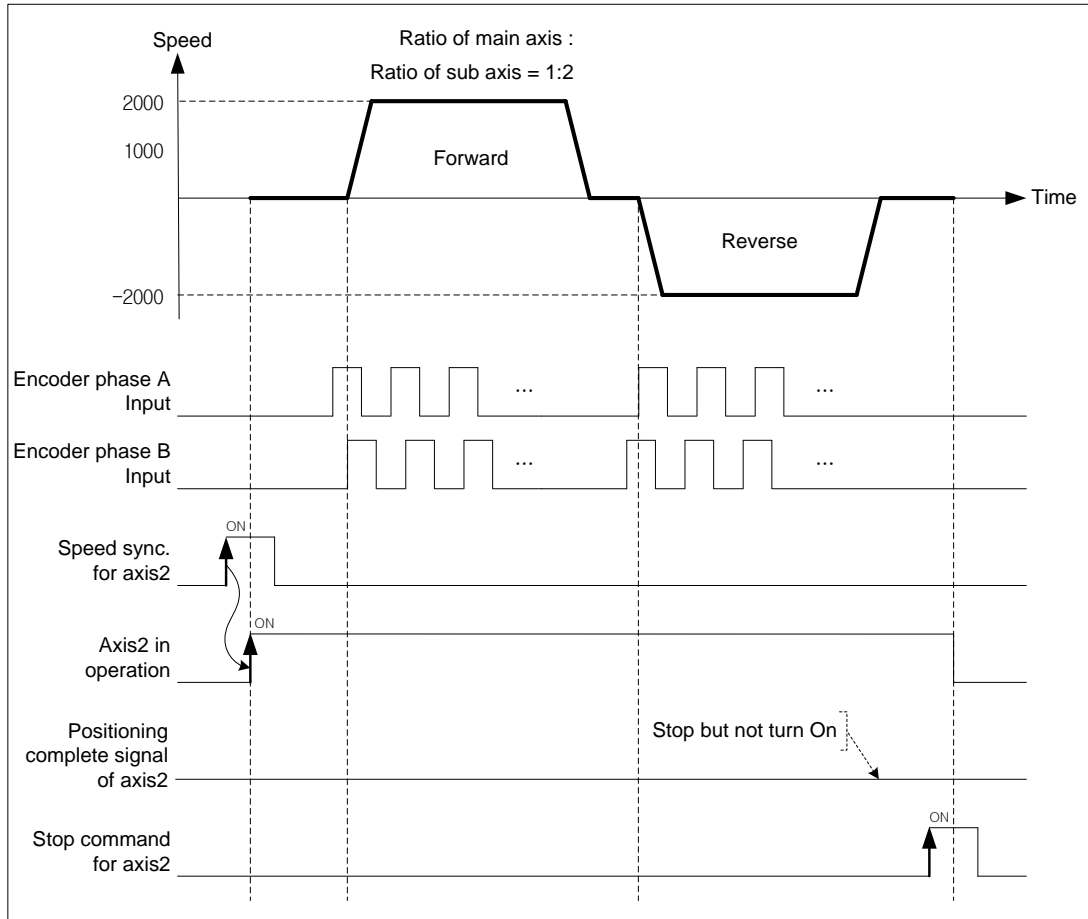 Speed
Ratio of main axis :
Ratio of sub axis = 1:2
2000
1000
Forward
Time
Reverse
−2000
Encoder phase A
Input
...
...
Encoder phase B
Input
...
...
ON
Speed sync.
for axis2
ON
Axis2 in
operation
Positioning
complete signal
of axis2
Stop but not turn On
ON
Stop command
for axis2